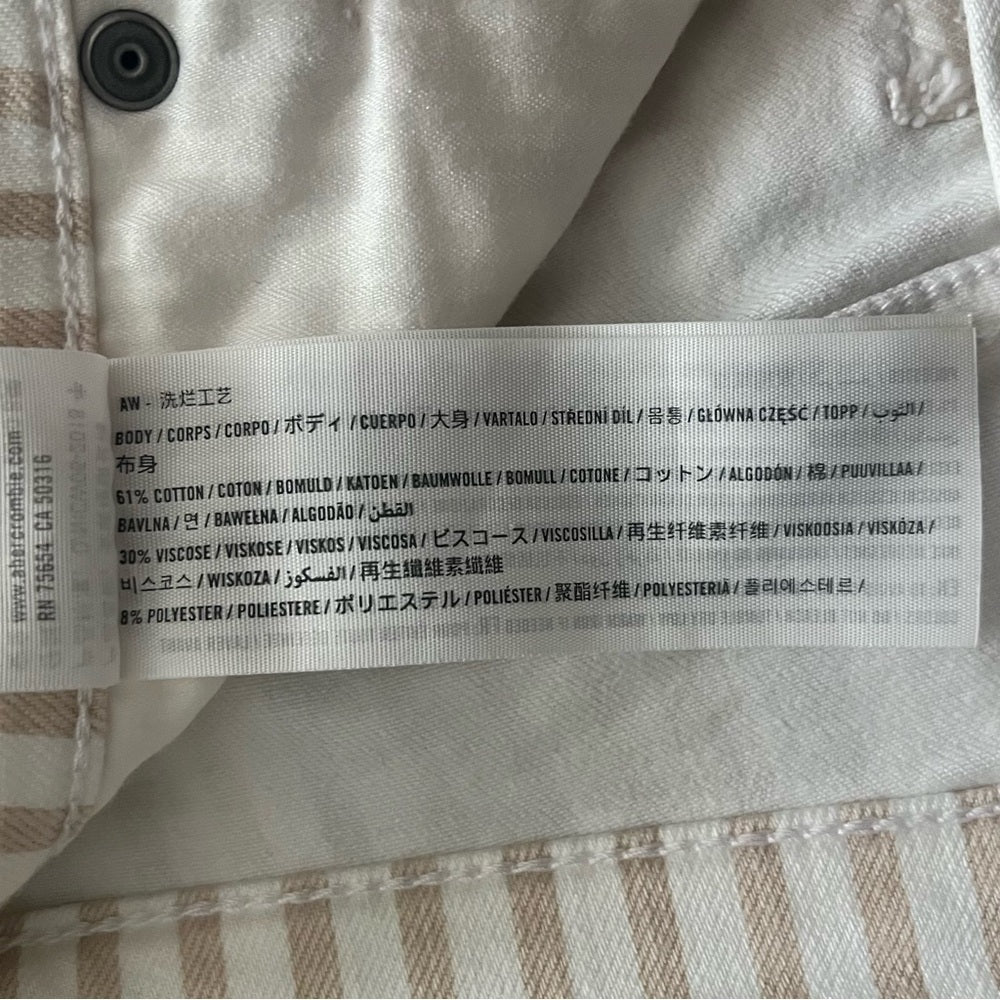 www.abercrombie.com
RN 75654 CA 50316
AW - 洗烂工艺
BODY / CORPS / CORPO / ボディ / CUERPO / 大身 / VARTALO / STŘEDNÍ DÍL / 몸통 / GŁÓWNA CZĘŚĆ / TOPP / التوب /
布身
61% COTTON / COTON / BOMULD / KATOEN / BAUMWOLLE / BOMULL / COTONE / コットン / ALGODÓN / 棉 / PUUVILLAA /
BAVLNA / 면 / BAWEŁNA / ALGODÃO / القطن
30% VISCOSE / VISKOSE / VISKOS / VISCOSA / ビスコース / VISCOSILLA / 再生纤维素纤维 / VISKOOSIA / VISKÓZA /
비스코스 / WISKOZA / الفسكوز / 再生纖維素纖維
8% POLYESTER / POLIESTERE / ポリエステル / POLIÉSTER / 聚酯纤维 / POLYESTERIA / 폴리에스테르 /